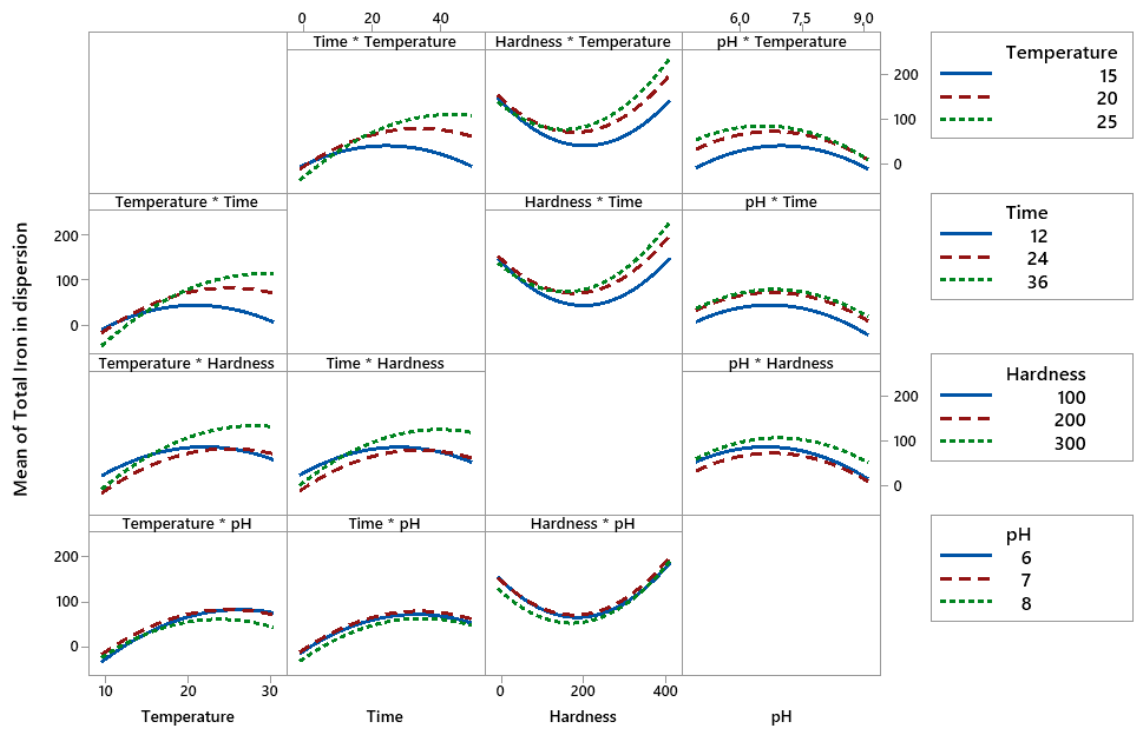 0 20 40 6,0 7,5 9,0
Time * Temperature Hardness * Temperature pH * Temperature
200
100
0
Temperature
15
20
25
Temperature * Time Hardness * Time pH * Time
200
100
0
Time
12
24
36
Mean of Total Iron in dispersion
Temperature * Hardness Time * Hardness pH * Hardness
200
100
0
Hardness
100
200
300
Temperature * pH Time * pH Hardness * pH
200
100
0
pH
6
7
8
10 20 30 0 200 400
Temperature Time Hardness pH